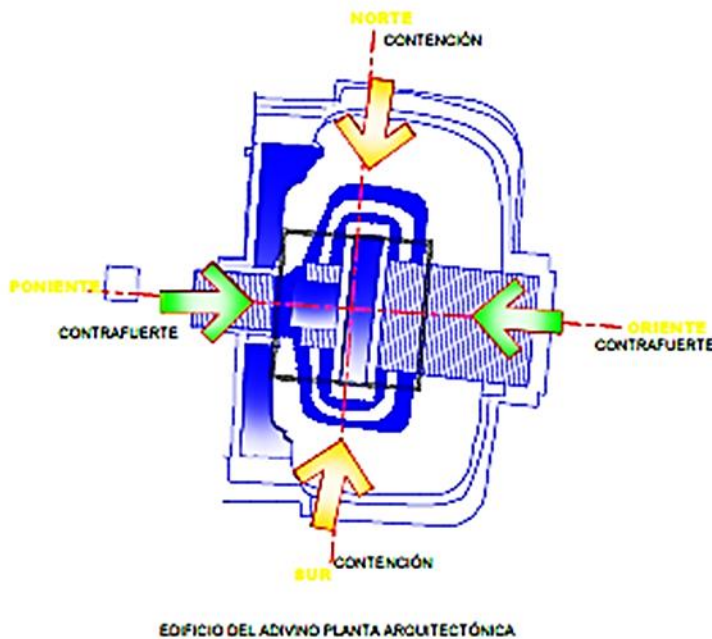 NORTE
CONTENCIÓN
PONIENTE
CONTRAFUERTE
ORIENTE
CONTRAFUERTE
CONTENCIÓN
SUR
EDIFICIO DEL ADIVINO PLANTA ARQUITECTÓNICA